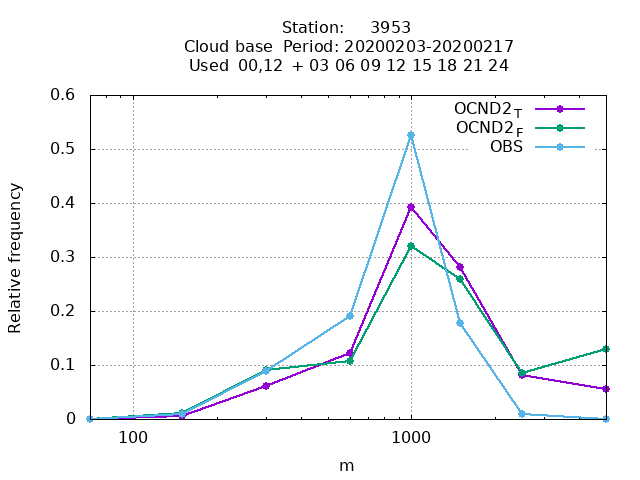 Station: 3953
Cloud base Period: 20200203-20200217
Used 00,12 + 03 06 09 12 15 18 21 24
0.6
0.5
0.4
0.3
0.2
0.1
0
Relative frequency
OCND2T
OCND2F
OBS
100
1000
m